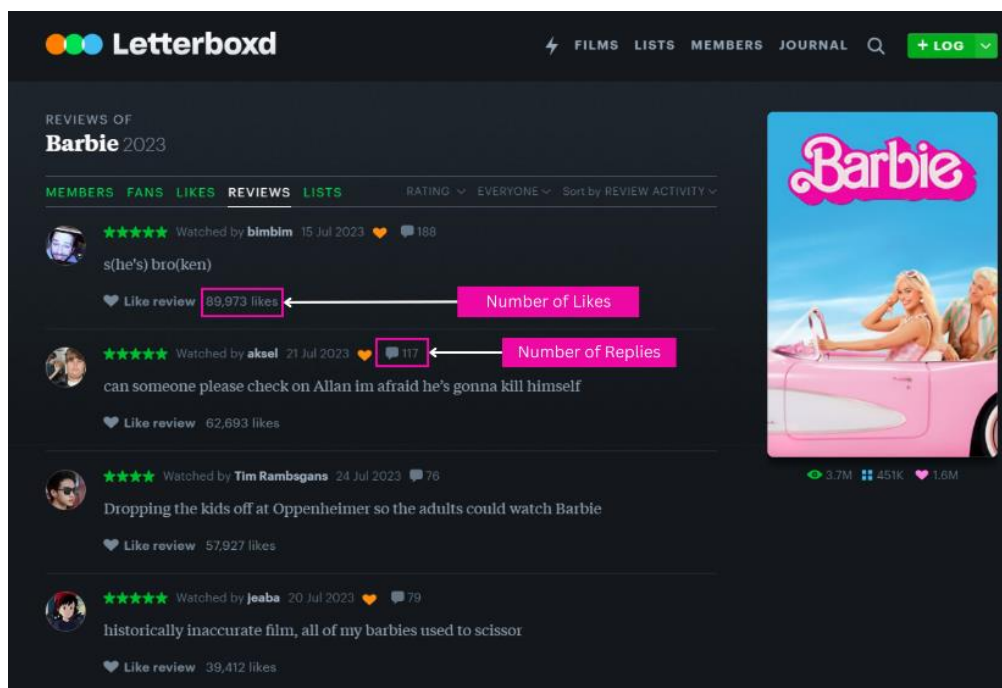 Letterboxd
FILMS LISTS MEMBERS JOURNAL + LOG
REVIEWS OF
Barbie 2023
MEMBERS FANS LIKES REVIEWS LISTS RATING EVERYONE Sort by REVIEW ACTIVITY
★★★★★ Watched by bimbim 15 Jul 2023 188
s(he's) bro(ken)
Like review 89,973 likes
Number of Likes
★★★★★ Watched by aksel 21 Jul 2023 117
Number of Replies
can someone please check on Allan im afraid he's gonna kill himself
Like review 62,693 likes
★★★★ Watched by Tim Rambsgans 24 Jul 2023 76
Dropping the kids off at Oppenheimer so the adults could watch Barbie
Like review 57,927 likes
★★★★★ Watched by jeaba 20 Jul 2023 79
historically inaccurate film, all of my barbies used to scissor
Like review 39,412 likes
Barbie
3.7M 451K 1.6M